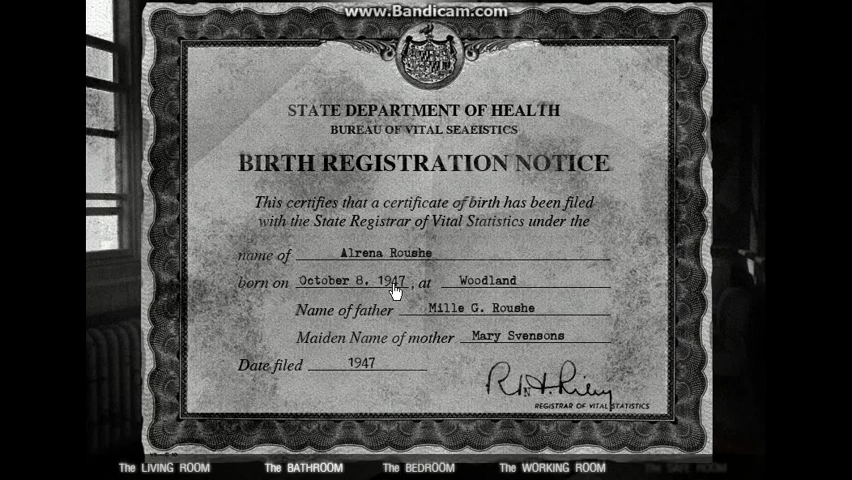 www.Bandicam.com
STATE DEPARTMENT OF HEALTH
BUREAU OF VITAL SEAEISTICS
BIRTH REGISTRATION NOTICE
This certifies that a certificate of birth has been filed
with the State Registrar of Vital Statistics under the
name of Alrena Roushe
born on October 8, 1947, at Woodland
Name of father Mille G. Roushe
Maiden Name of mother Mary Svensons
Date filed 1947
REGISTRAR OF VITAL STATISTICS
The LIVING ROOM The BATHROOM The BEDROOM The WORKING ROOM The SAFE ROOM